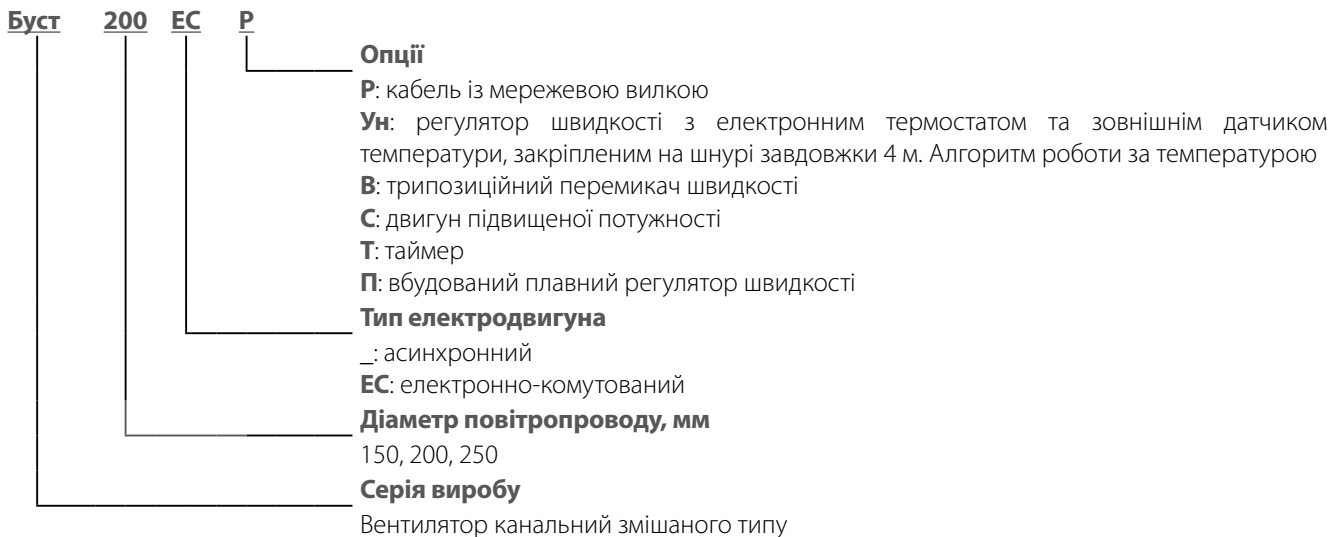 Буст 200 ЕС Р
Опції
Р: кабель із мережевою вилкою
Ун: регулятор швидкості з електронним термостатом та зовнішнім датчиком
температури, закріпленим на шнурі завдовжки 4 м. Алгоритм роботи за температурою
В: трипозиційний перемикач швидкості
С: двигун підвищеної потужності
Т: таймер
П: вбудований плавний регулятор швидкості
Тип електродвигуна
_: асинхронний
ЕС: електронно-комутований
Діаметр повітропроводу, мм
150, 200, 250
Серія виробу
Вентилятор канальний змішаного типу